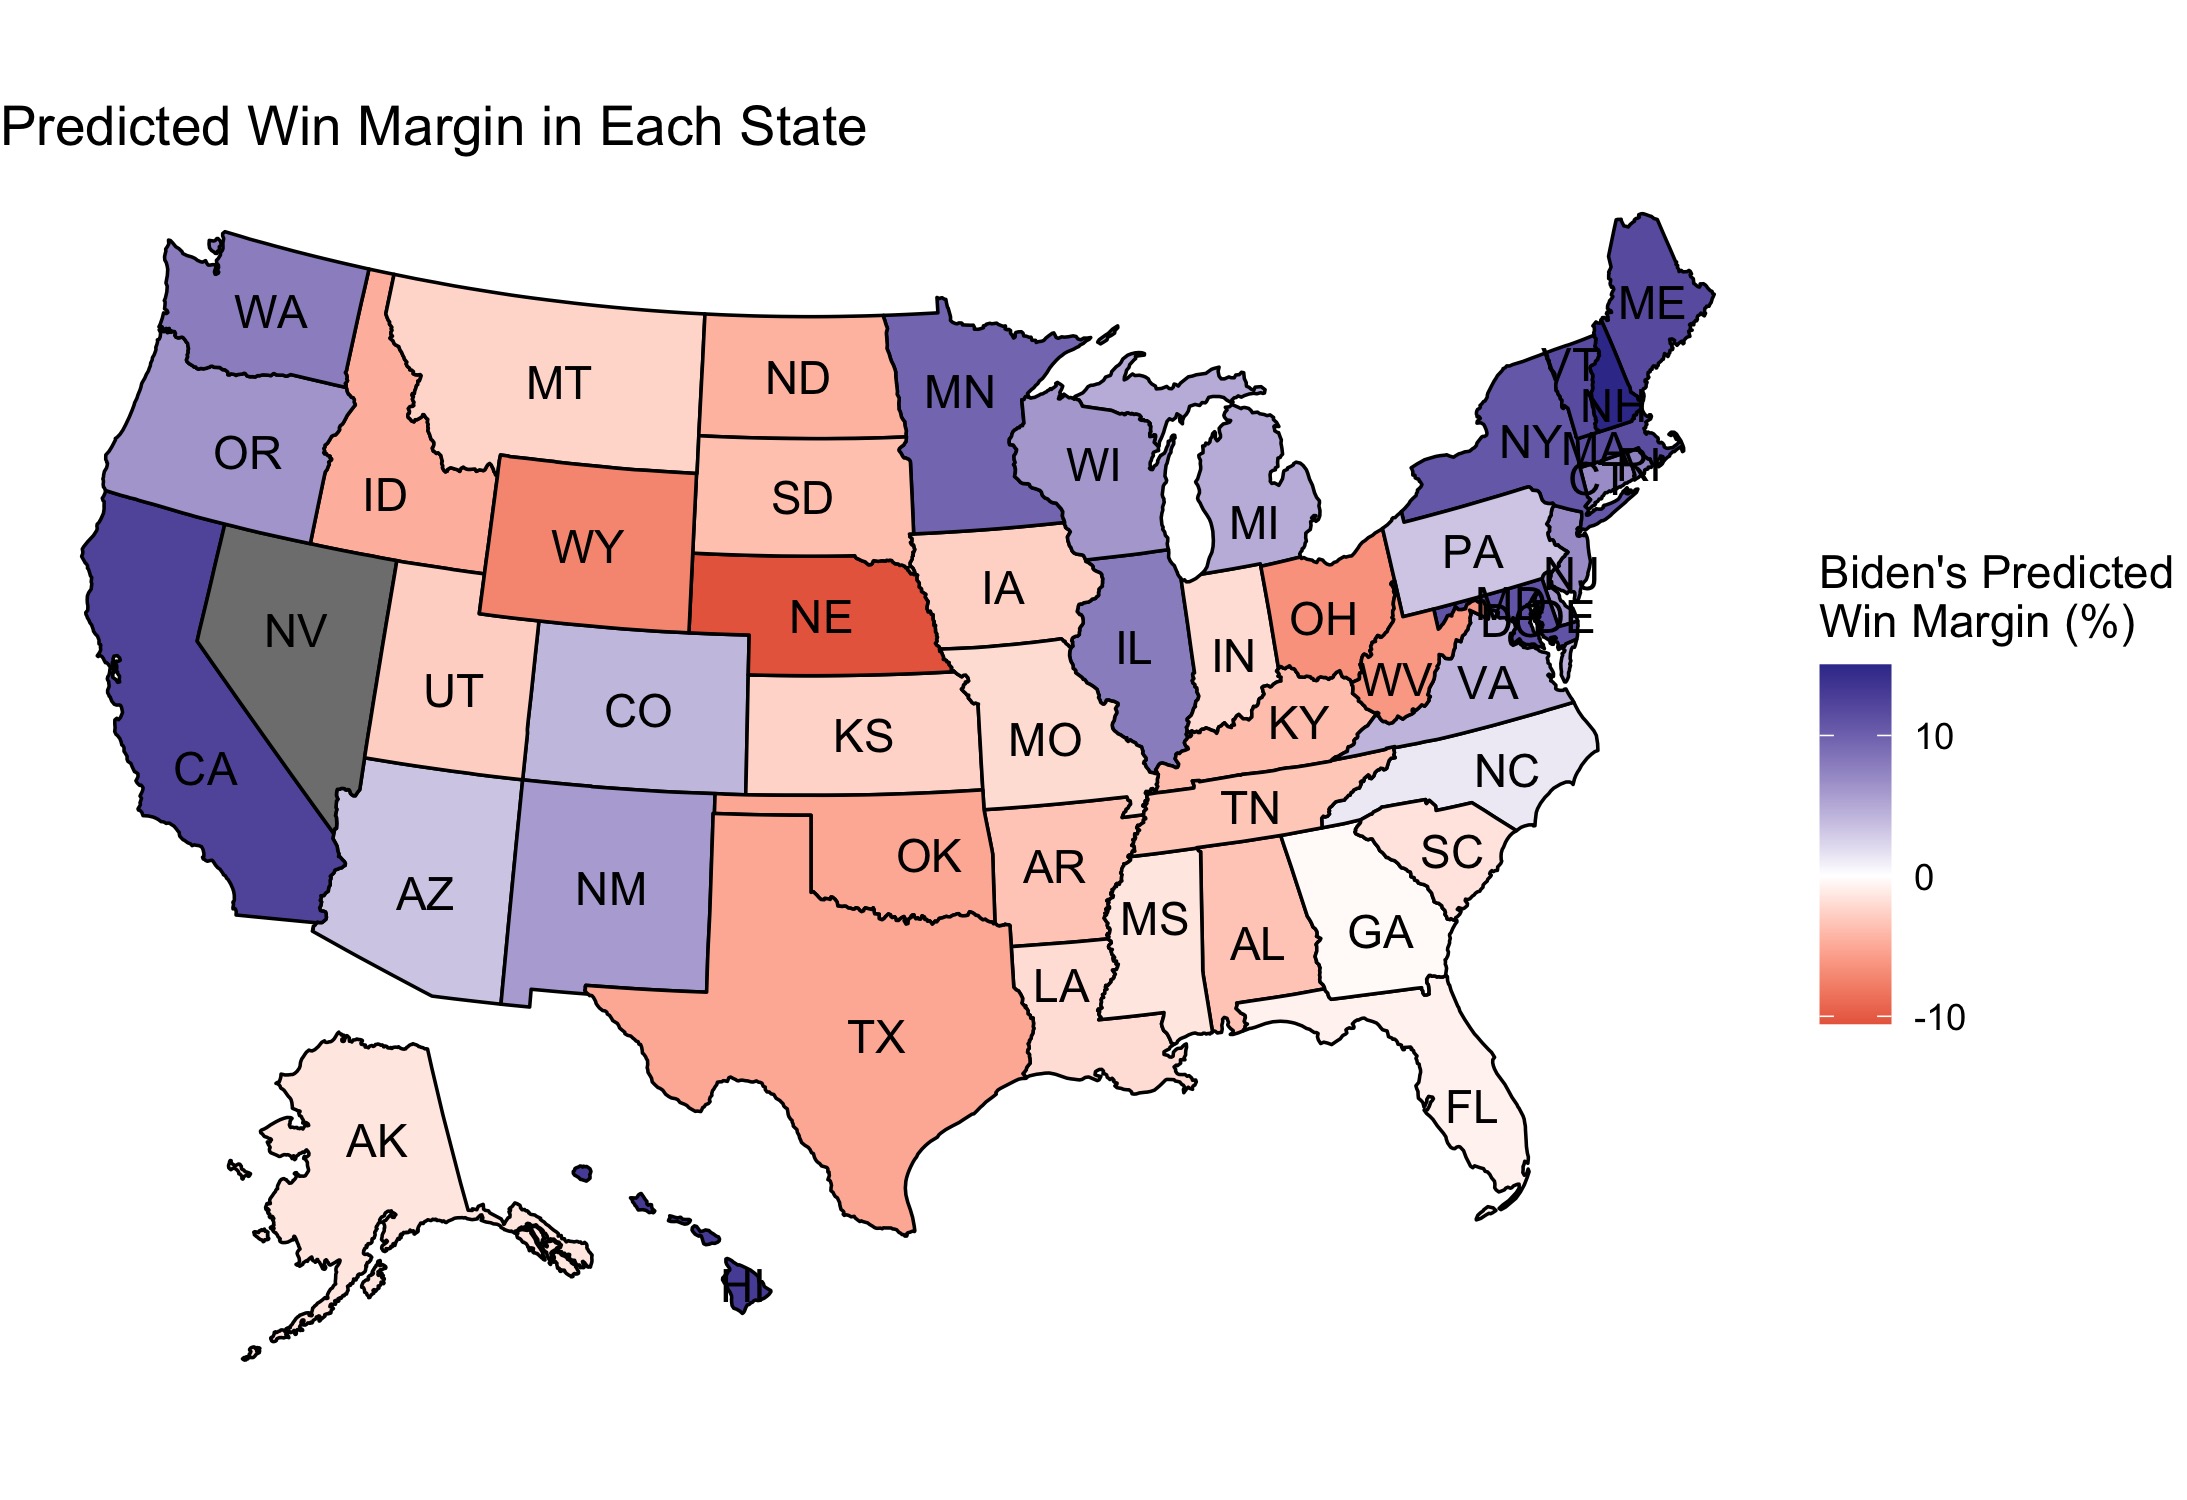 Predicted Win Margin in Each State
ME
WA
VT
MT
ND
MN
NH
NY
MA
OR
WI
RI
CT
ID
SD
MI
WY
PA
NJ
IA
NE
OH
MD
DE
DC
NV
IL
IN
WV
VA
UT
CO
KS
MO
KY
CA
NC
TN
OK
AR
SC
AZ
NM
MS
AL
GA
LA
TX
FL
AK
HI
Biden's Predicted
Win Margin (%)
10
0
-10